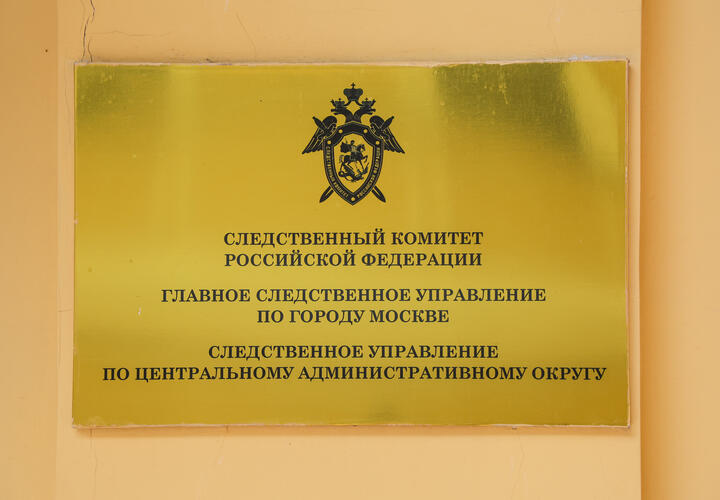 СЛЕДСТВЕННЫЙ КОМИТЕТ
РОССИЙСКОЙ ФЕДЕРАЦИИ
ГЛАВНОЕ СЛЕДСТВЕННОЕ УПРАВЛЕНИЕ
ПО ГОРОДУ МОСКВЕ
СЛЕДСТВЕННОЕ УПРАВЛЕНИЕ
ПО ЦЕНТРАЛЬНОМУ АДМИНИСТРАТИВНОМУ ОКРУГУ